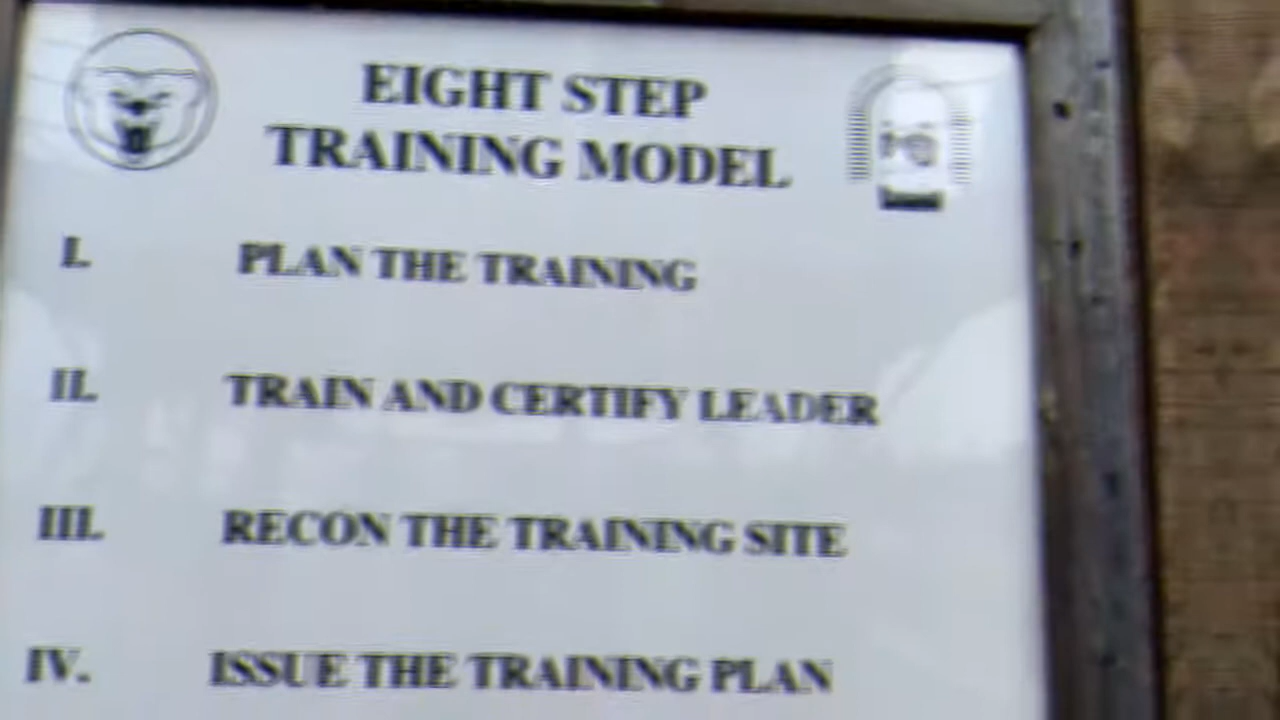 EIGHT STEP
TRAINING MODEL
I. PLAN THE TRAINING
II. TRAIN AND CERTIFY LEADER
III. RECON THE TRAINING SITE
IV. ISSUE THE TRAINING PLAN